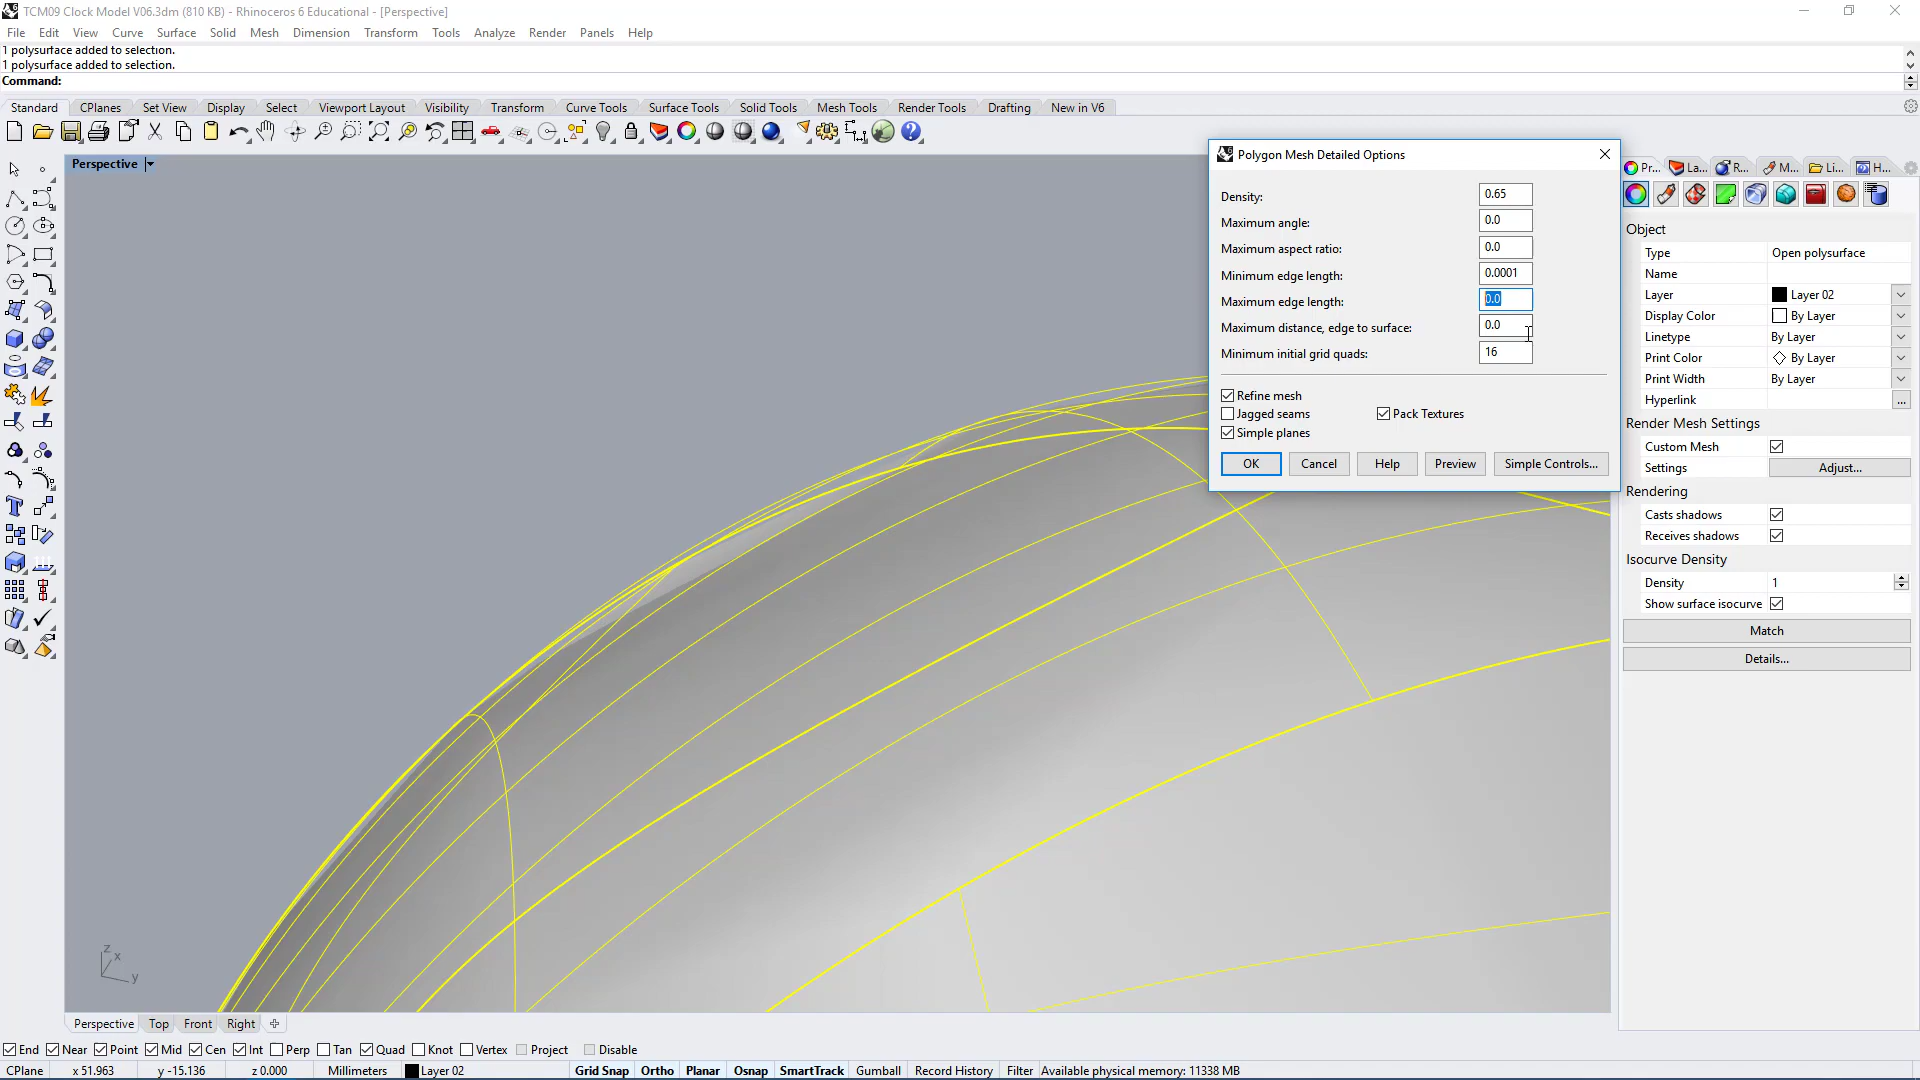 TCM09 Clock Model V06.3dm (810 KB) - Rhinoceros 6 Educational - [Perspective]
File Edit View Curve Surface Solid Mesh Dimension Transform Tools Analyze Render Panels Help
1 polysurface added to selection.
1 polysurface added to selection.
Command:
Standard CPlanes Set View Display Select Viewport Layout Visibility Transform Curve Tools Surface Tools Solid Tools Mesh Tools Render Tools Drafting New in V6
Perspective
Polygon Mesh Detailed Options
Density: 0.65
Maximum angle: 0.0
Maximum aspect ratio: 0.0
Minimum edge length: 0.0001
Maximum edge length: 0.0
Maximum distance, edge to surface: 0.0
Minimum initial grid quads: 16
Refine mesh
Jagged seams Pack Textures
Simple planes
OK Cancel Help Preview Simple Controls...
Pr... La... R... M... Li... H...
Object
Type Open polysurface
Name
Layer Layer 02
Display Color By Layer
Linetype By Layer
Print Color By Layer
Print Width By Layer
Hyperlink ...
Render Mesh Settings
Custom Mesh
Settings Adjust...
Rendering
Casts shadows
Receives shadows
Isocurve Density
Density 1
Show surface isocurve
Match
Details...
z x y
Perspective Top Front Right
End Near Point Mid Cen Int Perp Tan Quad Knot Vertex Project Disable
CPlane x 51.963 y -15.136 z 0.000 Millimeters Layer 02 Grid Snap Ortho Planar Osnap SmartTrack Gumball Record History Filter Available physical memory: 11338 MB